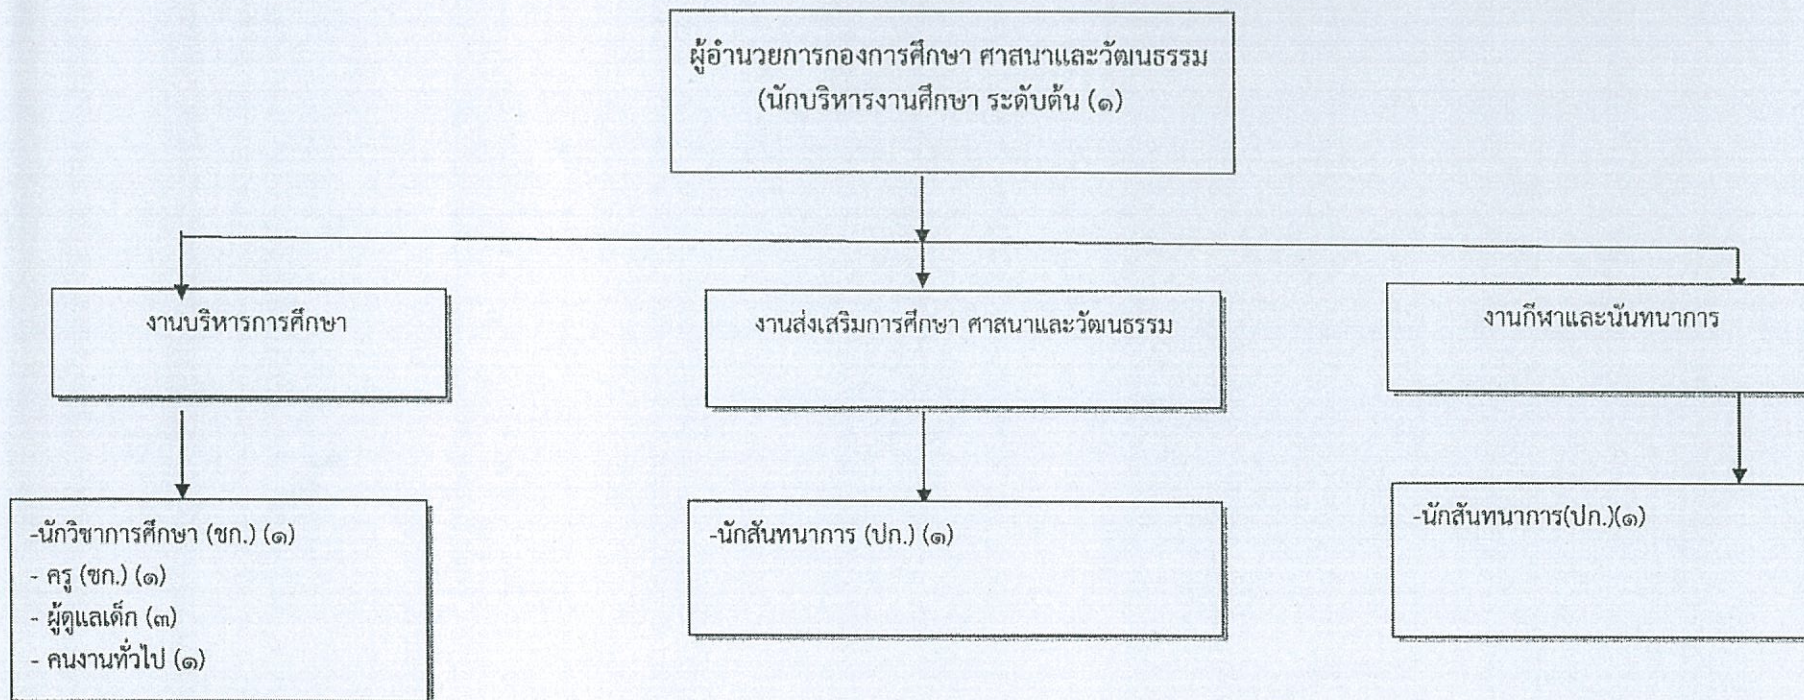 ผู้อำนวยการกองการศึกษา ศาสนาและวัฒนธรรม
(นักบริหารงานศึกษา ระดับต้น (๑)
งานบริหารการศึกษา
งานส่งเสริมการศึกษา ศาสนาและวัฒนธรรม
งานกีฬาและนันทนาการ
-นักวิชาการศึกษา (ชก.) (๑)
- ครู (ชก.) (๑)
- ผู้ดูแลเด็ก (๓)
- คนงานทั่วไป (๑)
-นักสันทนาการ (ปก.) (๑)
-นักสันทนาการ(ปก.)(๑)